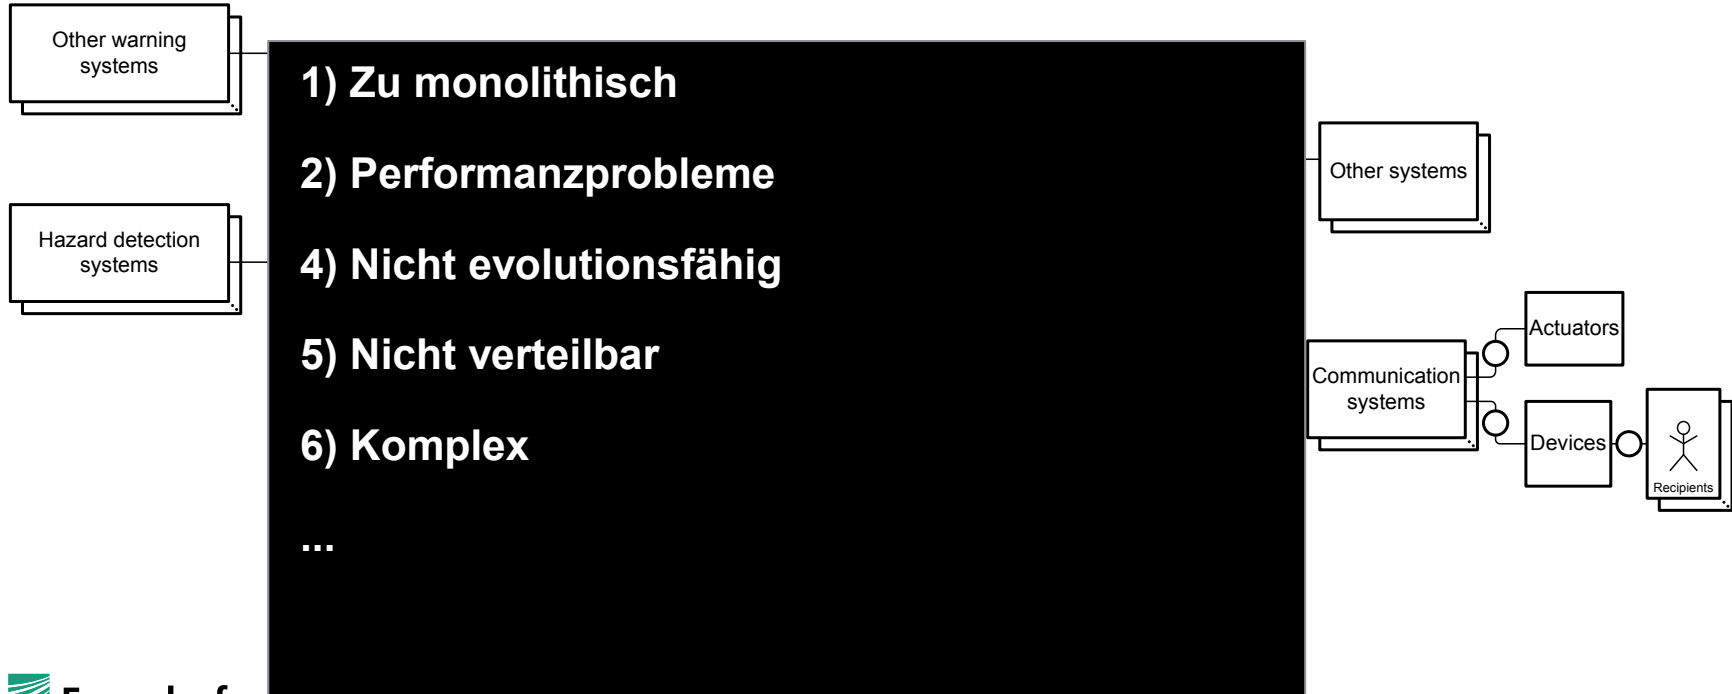 Other warning
systems
Hazard detection
systems
1) Zu monolithisch
2) Performanzprobleme
4) Nicht evolutionsfähig
5) Nicht verteilbar
6) Komplex
...
Other systems
Communication
systems
Actuators
Devices
Recipients